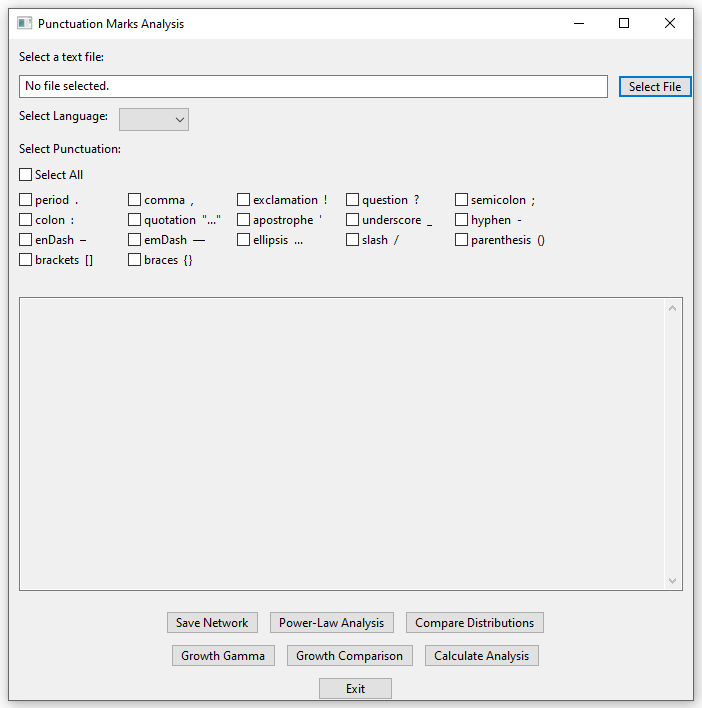 Punctuation Marks Analysis
Select a text file:
No file selected. Select File
Select Language:
Select Punctuation:
Select All
period . comma , exclamation ! question ? semicolon ;
colon : quotation "..." apostrophe ' underscore _ hyphen -
enDash – emDash — ellipsis ... slash / parenthesis ()
brackets [] braces {}
Save Network Power-Law Analysis Compare Distributions
Growth Gamma Growth Comparison Calculate Analysis
Exit